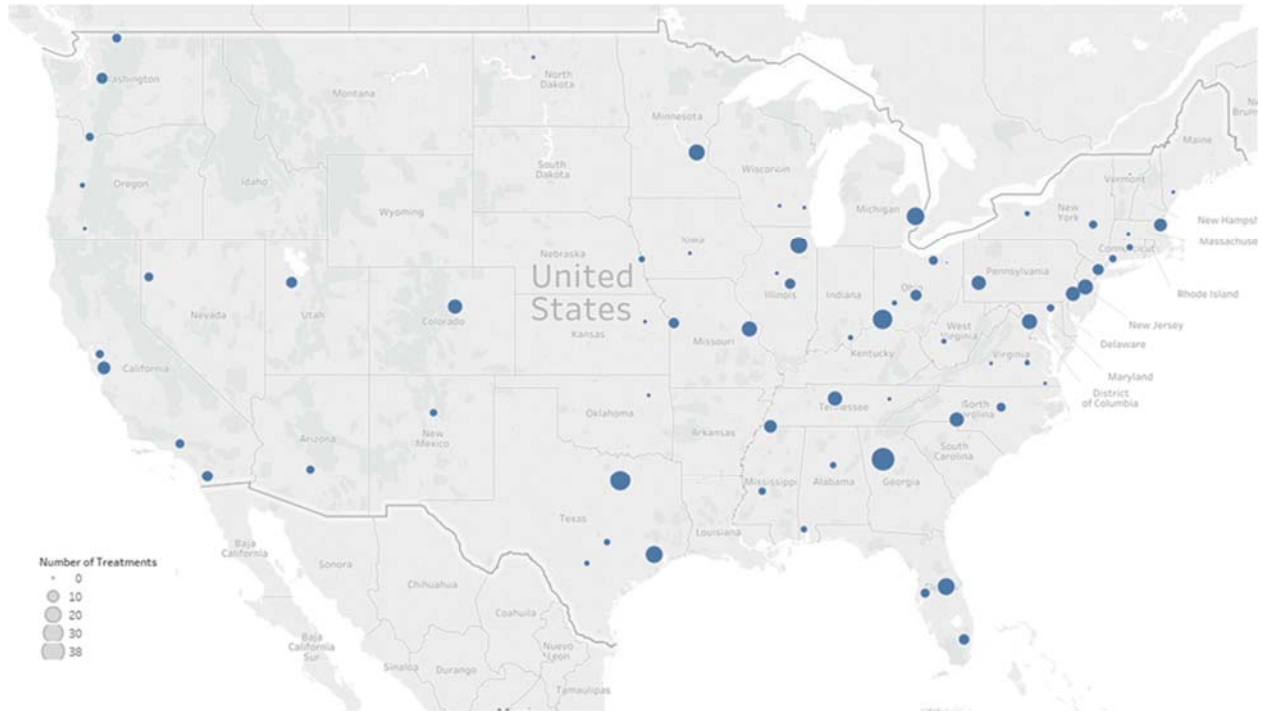 Washington
Montana
North
Dakota
Minnesota
Maine
Oregon
Idaho
South
Dakota
Wisconsin
Vermont
Wyoming
Michigan
New
York
New Hampsh
Iowa
Massachuse
Nebraska
Connecticut
United
States
Pennsylvania
Nevada
Utah
Colorado
Illinois
Indiana
Ohio
Rhode Island
Kansas
Missouri
West
Virginia
New Jersey
Kentucky
Virginia
Delaware
California
Maryland
District
of Columbia
Arizona
New
Mexico
Oklahoma
Arkansas
Tennessee
North
Carolina
South
Carolina
Mississippi
Alabama
Georgia
Texas
Louisiana
Baja
California
Sonora
Number of Treatments
0
10
20
30
38
Chihuahua
Coahuila
Baja
California
Sur
Nuevo
Leon
Sinaloa
Durango
Tamaulipas